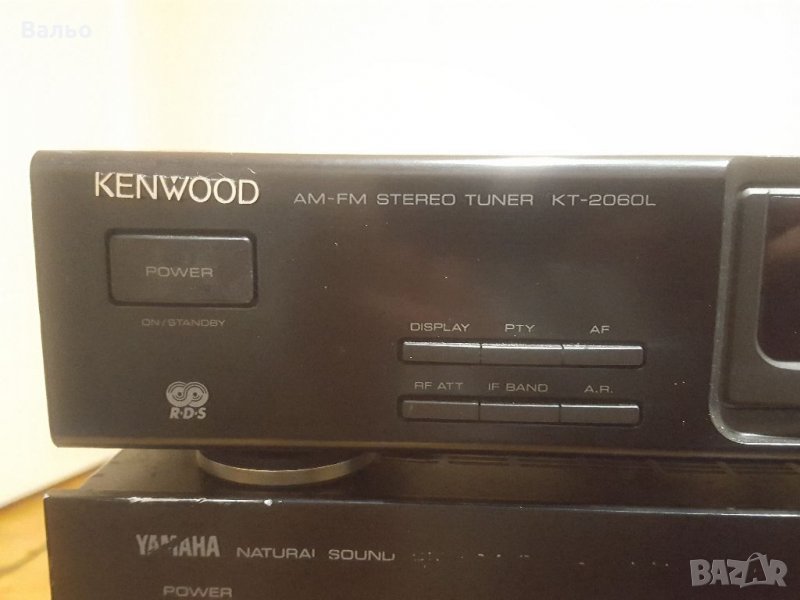 Вальо
KENWOOD AM-FM STEREO TUNER KT-2060L
POWER
ON/STANDBY
DISPLAY PTY AF
RF ATT IF BAND A.R.
R·D·S
YAMAHA NATURAL SOUND
POWER
BAZAR